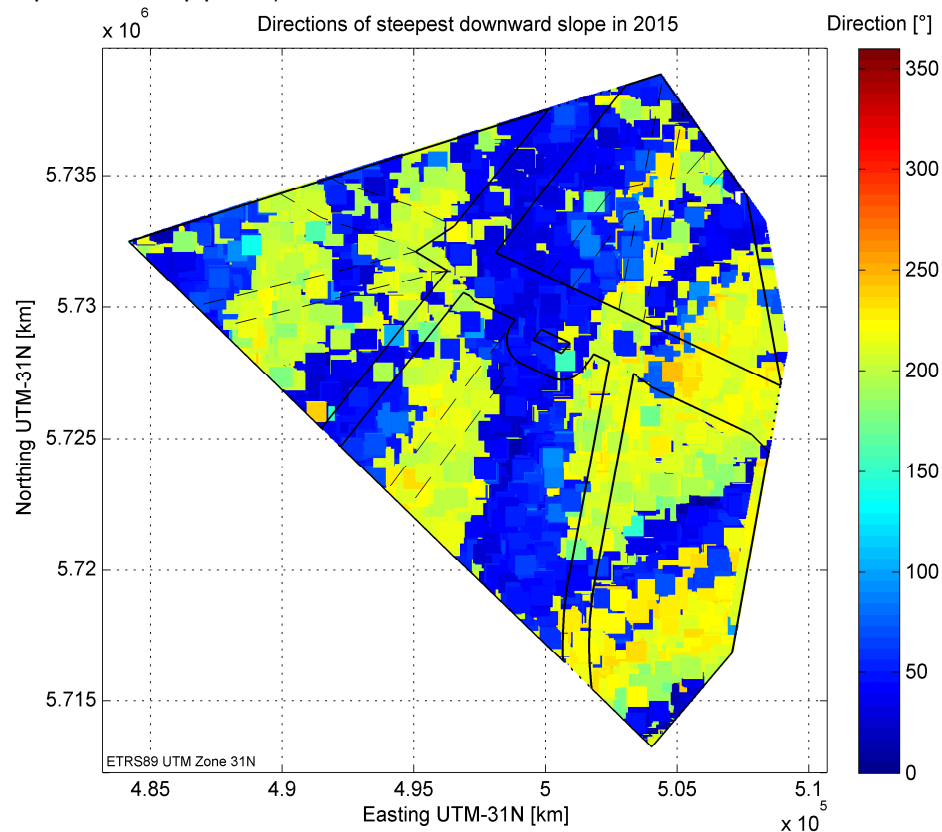 x 10^6
Directions of steepest downward slope in 2015
Direction [°]
350
300
250
200
150
100
50
0
5.735
5.73
5.725
5.72
5.715
Northing UTM-31N [km]
ETRS89 UTM Zone 31N
4.85
4.9
4.95
5
5.05
5.1
Easting UTM-31N [km]
x 10^5